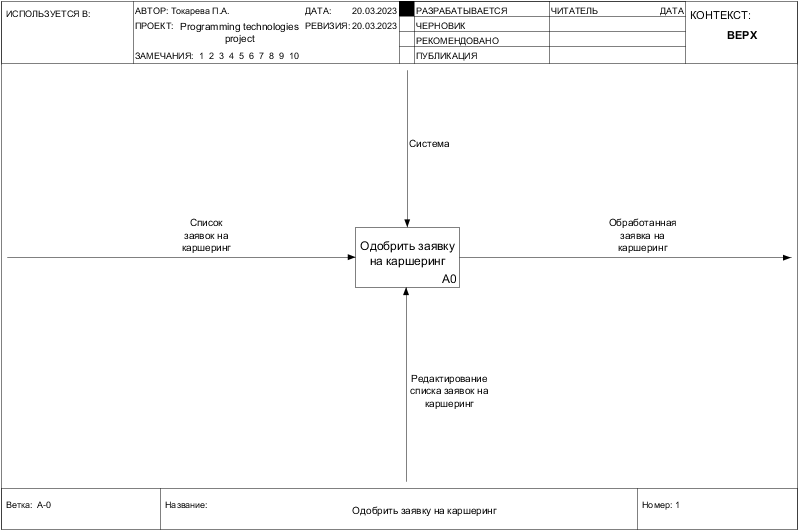 ИСПОЛЬЗУЕТСЯ В:
АВТОР: Токарева П.А.
ДАТА: 20.03.2023
ПРОЕКТ: Programming technologies
project
РЕВИЗИЯ: 20.03.2023
ЗАМЕЧАНИЯ: 1 2 3 4 5 6 7 8 9 10
РАЗРАБАТЫВАЕТСЯ
ЧЕРНОВИК
РЕКОМЕНДОВАНО
ПУБЛИКАЦИЯ
ЧИТАТЕЛЬ ДАТА
КОНТЕКСТ:
ВЕРХ
Система
Список
заявок на
каршеринг
Одобрить заявку
на каршеринг
A0
Обработанная
заявка на
каршеринг
Редактирование
списка заявок на
каршеринг
Ветка: A-0
Название:
Одобрить заявку на каршеринг
Номер: 1